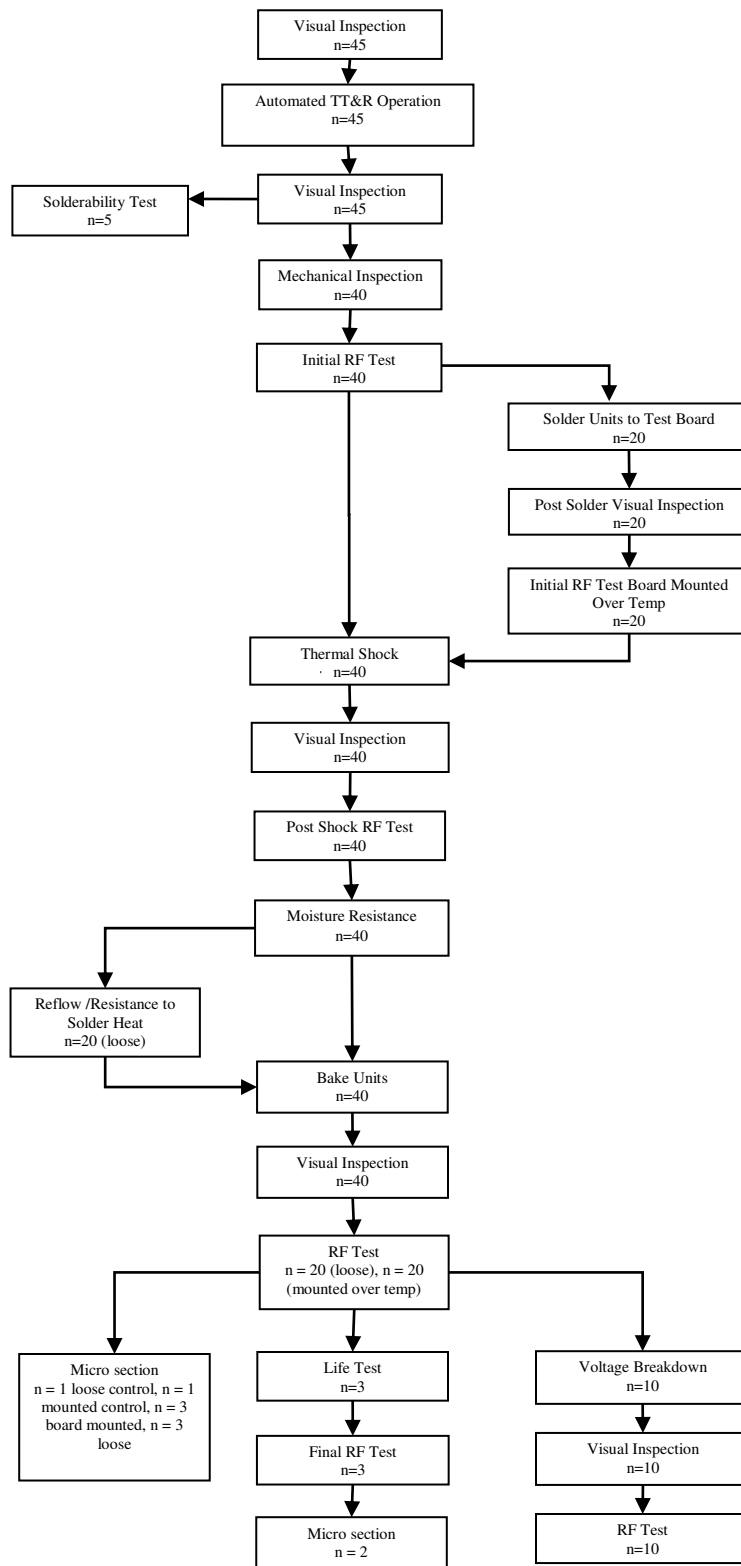 Visual Inspection
n=45
Automated TT&R Operation
n=45
Visual Inspection
n=45
Solderability Test
n=5
Mechanical Inspection
n=40
Initial RF Test
n=40
Solder Units to Test Board
n=20
Post Solder Visual Inspection
n=20
Initial RF Test Board Mounted
Over Temp
n=20
Thermal Shock
n=40
Visual Inspection
n=40
Post Shock RF Test
n=40
Moisture Resistance
n=40
Reflow /Resistance to
Solder Heat
n=20 (loose)
Bake Units
n=40
Visual Inspection
n=40
RF Test
n = 20 (loose), n = 20
(mounted over temp)
Micro section
n = 1 loose control, n = 1
mounted control, n = 3
board mounted, n = 3
loose
Life Test
n=3
Final RF Test
n=3
Micro section
n = 2
Voltage Breakdown
n=10
Visual Inspection
n=10
RF Test
n=10